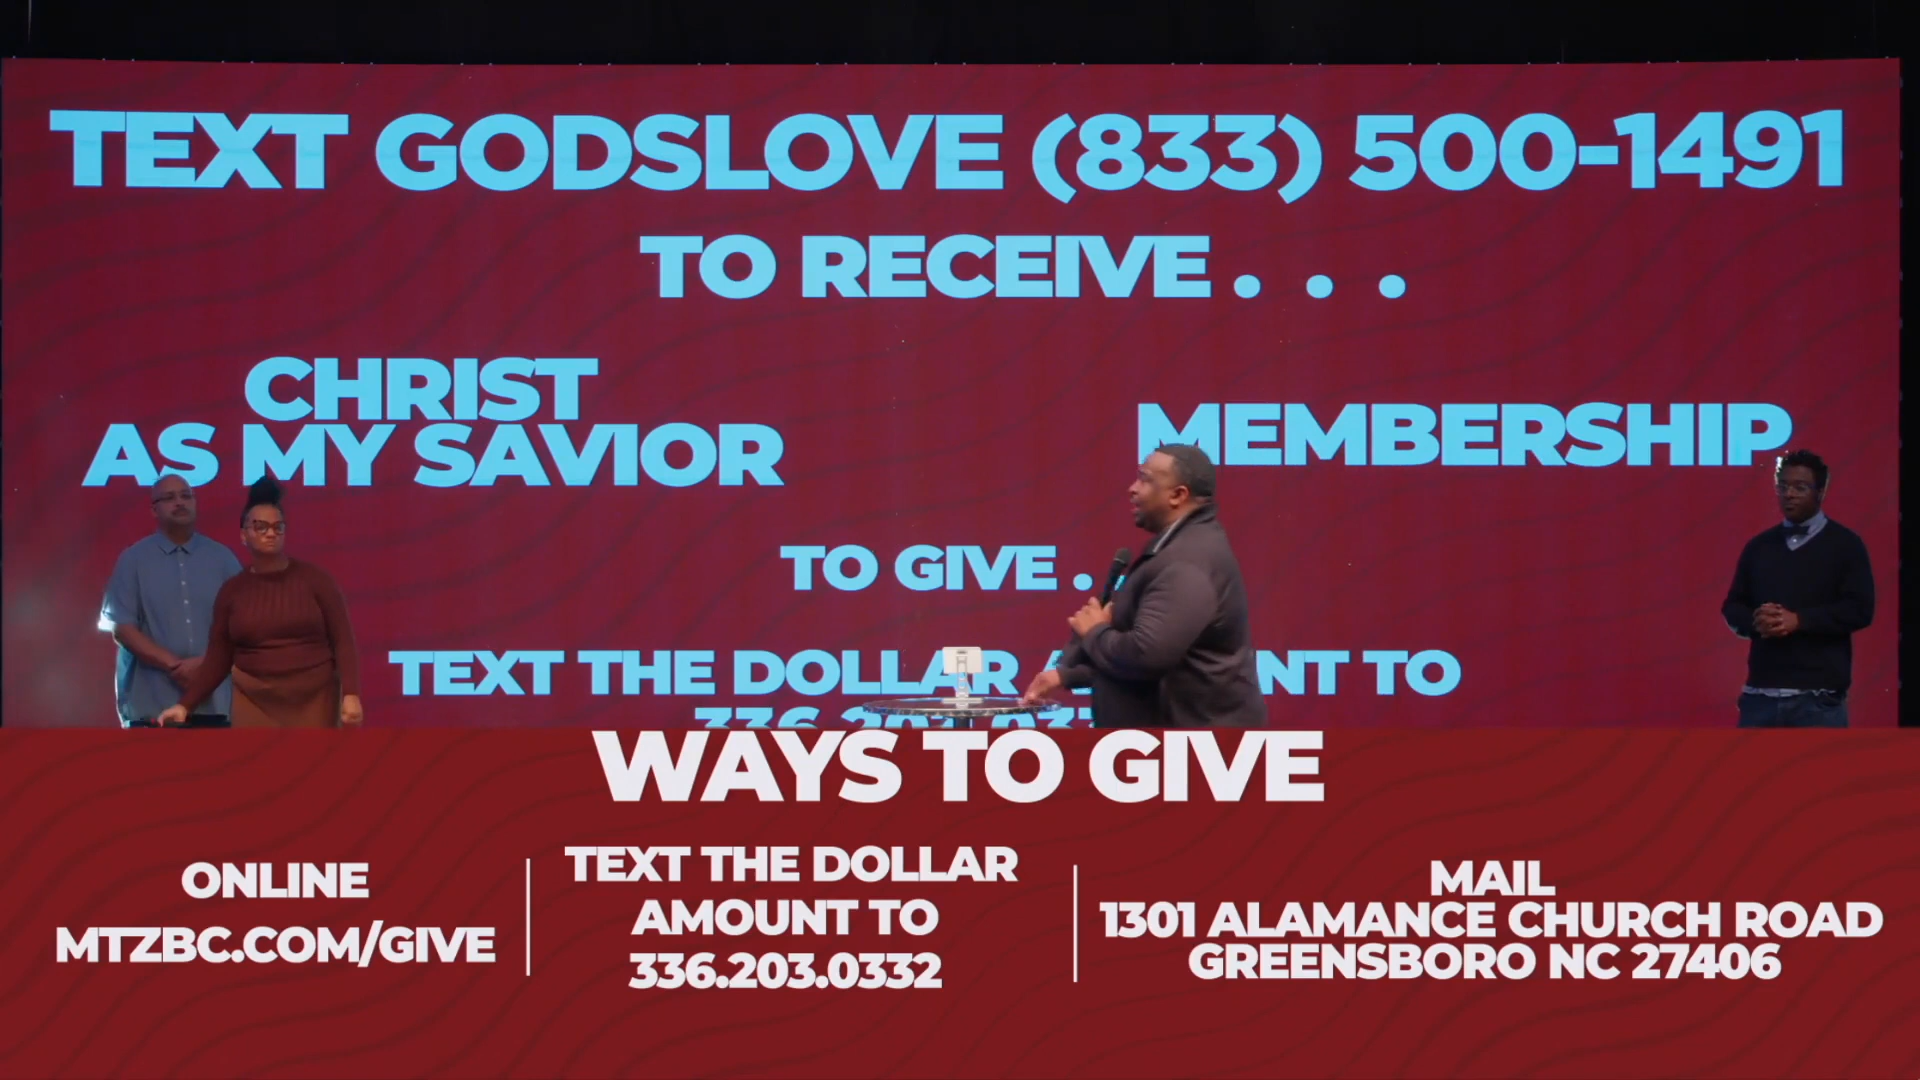 TEXT GODSLOVE (833) 500-1491
TO RECEIVE . . .
CHRIST
AS MY SAVIOR
MEMBERSHIP
TO GIVE .
TEXT THE DOLLAR NT TO
WAYS TO GIVE
ONLINE
MTZBC.COM/GIVE
TEXT THE DOLLAR
AMOUNT TO
336.203.0332
MAIL
1301 ALAMANCE CHURCH ROAD
GREENSBORO NC 27406